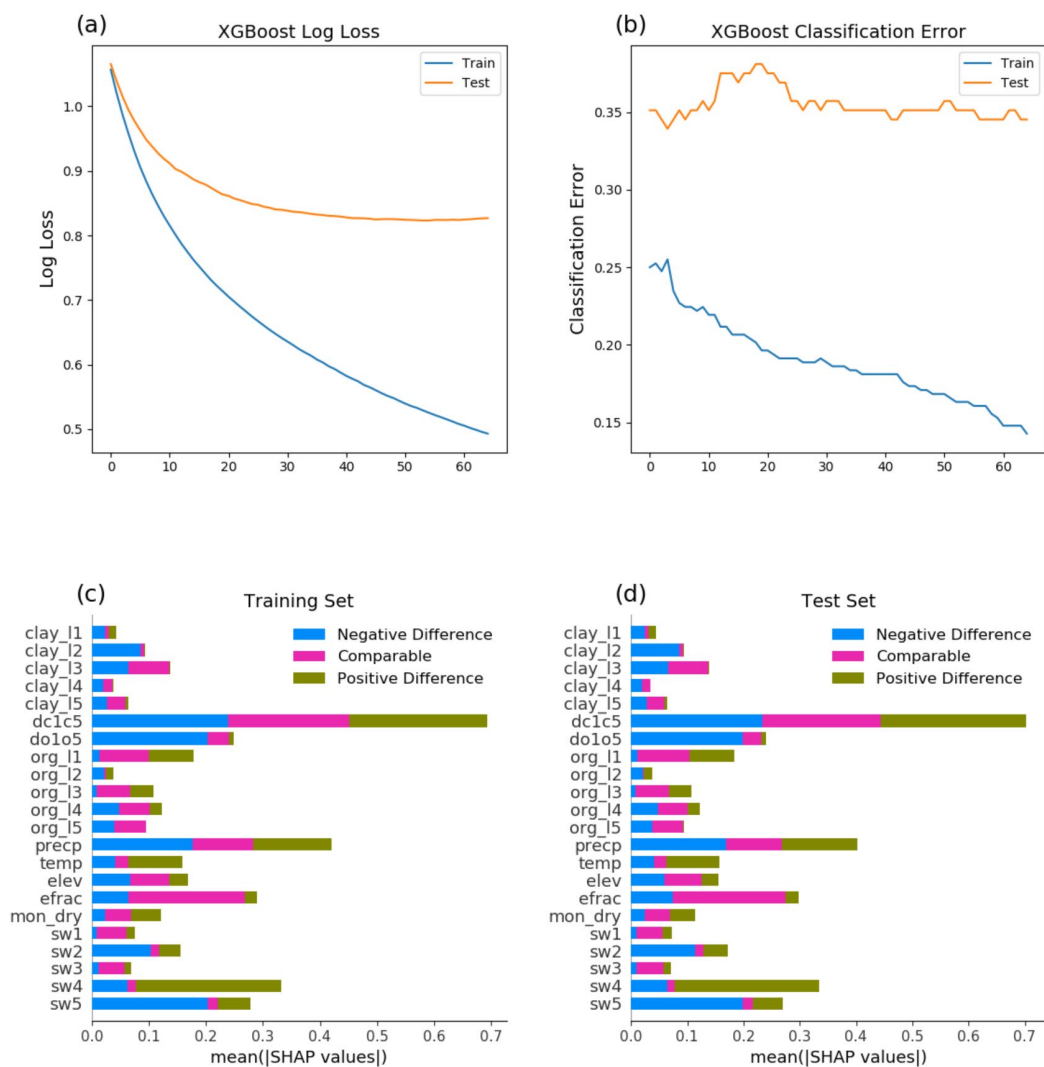 (a)
XGBoost Log Loss
Train
Test
Log Loss
1.0
0.9
0.8
0.7
0.6
0.5
0 10 20 30 40 50 60
(b)
XGBoost Classification Error
Train
Test
Classification Error
0.35
0.30
0.25
0.20
0.15
0 10 20 30 40 50 60
(c)
Training Set
Negative Difference
Comparable
Positive Difference
clay_l1
clay_l2
clay_l3
clay_l4
clay_l5
dc1c5
do1o5
org_l1
org_l2
org_l3
org_l4
org_l5
precp
temp
elev
efrac
mon_dry
sw1
sw2
sw3
sw4
sw5
0.0 0.1 0.2 0.3 0.4 0.5 0.6 0.7
mean(|SHAP values|)
(d)
Test Set
Negative Difference
Comparable
Positive Difference
clay_l1
clay_l2
clay_l3
clay_l4
clay_l5
dc1c5
do1o5
org_l1
org_l2
org_l3
org_l4
org_l5
precp
temp
elev
efrac
mon_dry
sw1
sw2
sw3
sw4
sw5
0.0 0.1 0.2 0.3 0.4 0.5 0.6 0.7
mean(|SHAP values|)